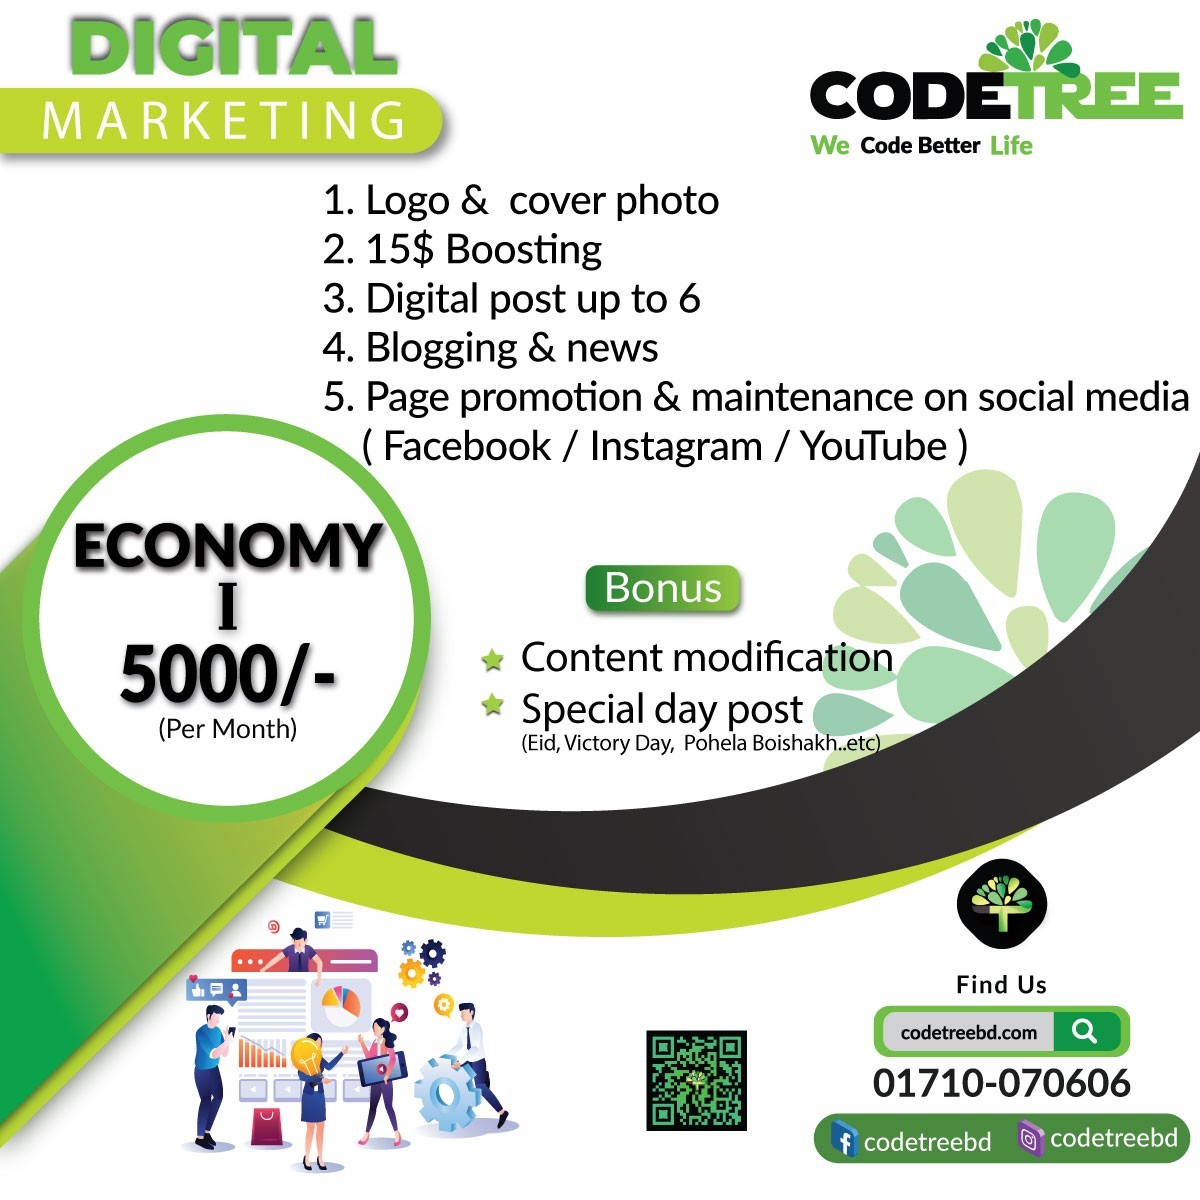 DIGITAL
MARKETING
CODETREE
We Code Better Life
1. Logo &  cover photo
2. 15$ Boosting
3. Digital post up to 6
4. Blogging & news
5. Page promotion & maintenance on social media
( Facebook / Instagram / YouTube )
ECONOMY
I
5000/-
(Per Month)
Bonus
Content modification
Special day post
(Eid, Victory Day,  Pohela Boishakh..etc)
Find Us
codetreebd.com
01710-070606
codetreebd
codetreebd